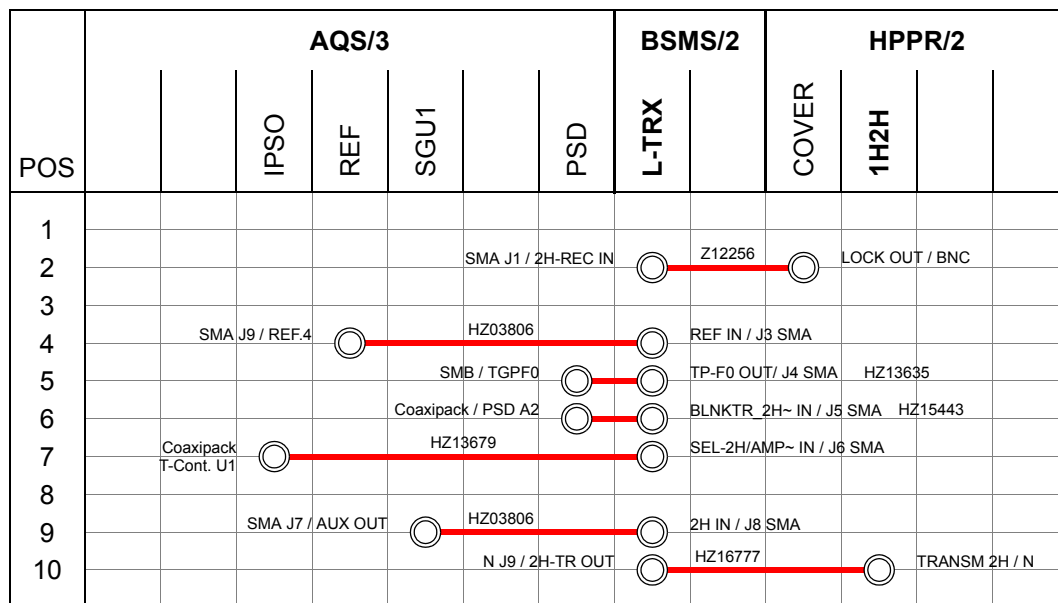 AQS/3 BSMS/2 HPPR/2
POS IPSO REF SGU1 PSD L-TRX COVER 1H2H
1
2 SMA J1 / 2H-REC IN Z12256 LOCK OUT / BNC
3
4 SMA J9 / REF.4 HZ03806 REF IN / J3 SMA
5 SMB / TGPF0 TP-F0 OUT/ J4 SMA HZ13635
6 Coaxipack / PSD A2 BLNKTR_2H~ IN / J5 SMA HZ15443
7 Coaxipack T-Cont. U1 HZ13679 SEL-2H/AMP~ IN / J6 SMA
8
9 SMA J7 / AUX OUT HZ03806 2H IN / J8 SMA
10 N J9 / 2H-TR OUT HZ16777 TRANSM 2H / N